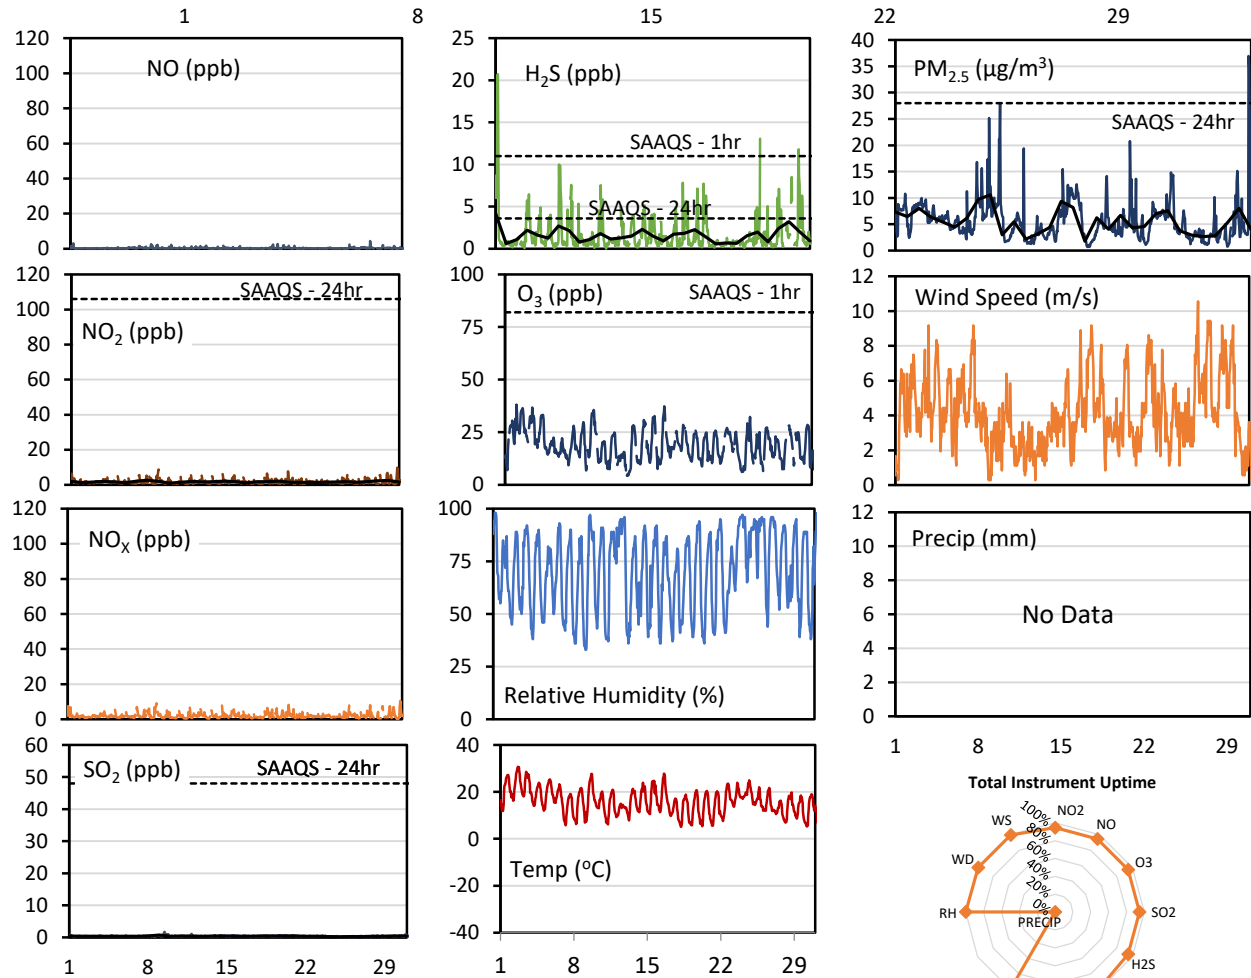 1 8 15 22 29
120
100
80
60
40
20
0
NO (ppb)
25
20
15
10
5
0
H₂S (ppb)
SAAQS - 1hr
SAAQS - 24hr
40
35
30
25
20
15
10
5
0
PM₂.₅ (µg/m³)
SAAQS - 24hr
120
100
80
60
40
20
0
SAAQS - 24hr
NO₂ (ppb)
100
75
50
25
0
O₃ (ppb)
SAAQS - 1hr
12
10
8
6
4
2
0
Wind Speed (m/s)
120
100
80
60
40
20
0
NOₓ (ppb)
100
75
50
25
0
Relative Humidity (%)
12
10
8
6
4
2
0
Precip (mm)
No Data
1 8 15 22 29
60
50
40
30
20
10
0
SO₂ (ppb)
SAAQS - 24hr
1 8 15 22 29
40
20
0
-20
-40
Temp (°C)
1 8 15 22 29
Total Instrument Uptime
100%
80%
60%
40%
20%
0%
NO2
NO
O3
SO2
H2S
PRECIP
RH
WD
WS